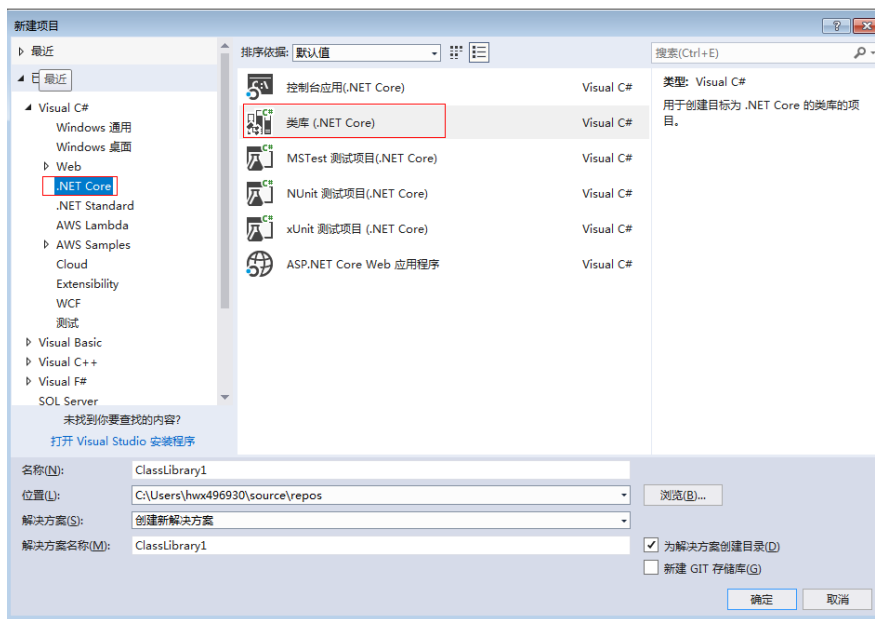 新建项目
最近
排序依据: 默认值
搜索(Ctrl+E)
最近
Visual C#
Windows 通用
Windows 桌面
Web
.NET Core
.NET Standard
AWS Lambda
AWS Samples
Cloud
Extensibility
WCF
测试
Visual Basic
Visual C++
Visual F#
SQL Server
未找到你要查找的内容?
打开 Visual Studio 安装程序
控制台应用(.NET Core) Visual C#
类库 (.NET Core) Visual C#
MSTest 测试项目(.NET Core) Visual C#
NUnit 测试项目(.NET Core) Visual C#
xUnit 测试项目 (.NET Core) Visual C#
ASP.NET Core Web 应用程序 Visual C#
类型: Visual C#
用于创建目标为 .NET Core 的类库的项
目。
名称(N): ClassLibrary1
位置(L): C:\Users\hwx496930\source\repos 浏览(B)...
解决方案(S): 创建新解决方案
解决方案名称(M): ClassLibrary1
为解决方案创建目录(D)
新建 GIT 存储库(G)
确定 取消